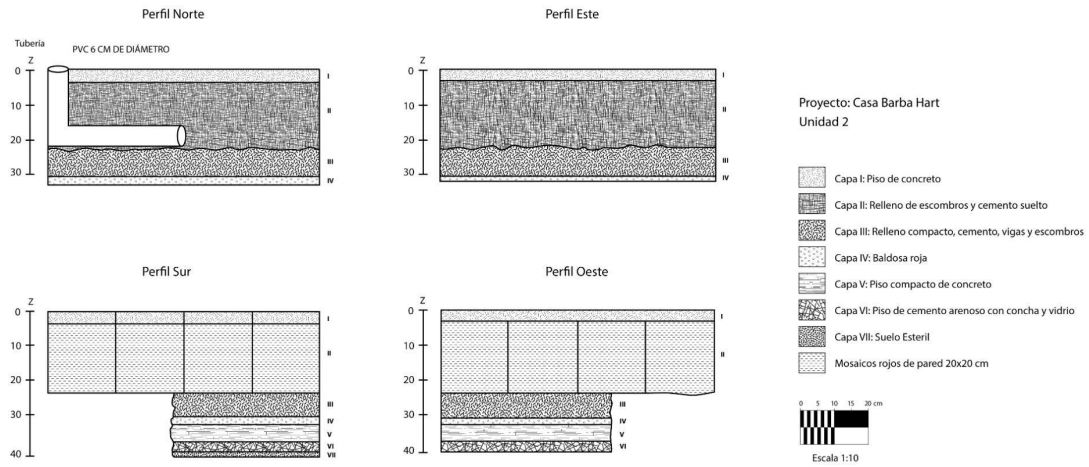 Perfil Norte
Tubería
PVC 6 CM DE DIÁMETRO
Z
0
10
20
30
I
II
III
IV
Perfil Este
Z
0
10
20
30
I
II
III
IV
Perfil Sur
Z
0
10
20
30
40
I
II
III
IV
V
VI
VII
Perfil Oeste
Z
0
10
20
30
40
I
II
III
IV
V
VI
Proyecto: Casa Barba Hart
Unidad 2
Capa I: Piso de concreto
Capa II: Relleno de escombros y cemento suelto
Capa III: Relleno compacto, cemento, vigas y escombros
Capa IV: Baldosa roja
Capa V: Piso compacto de concreto
Capa VI: Piso de cemento arenoso con concha y vidrio
Capa VII: Suelo Esteril
Mosaicos rojos de pared 20x20 cm
0 5 10 20 cm
Escala 1:10